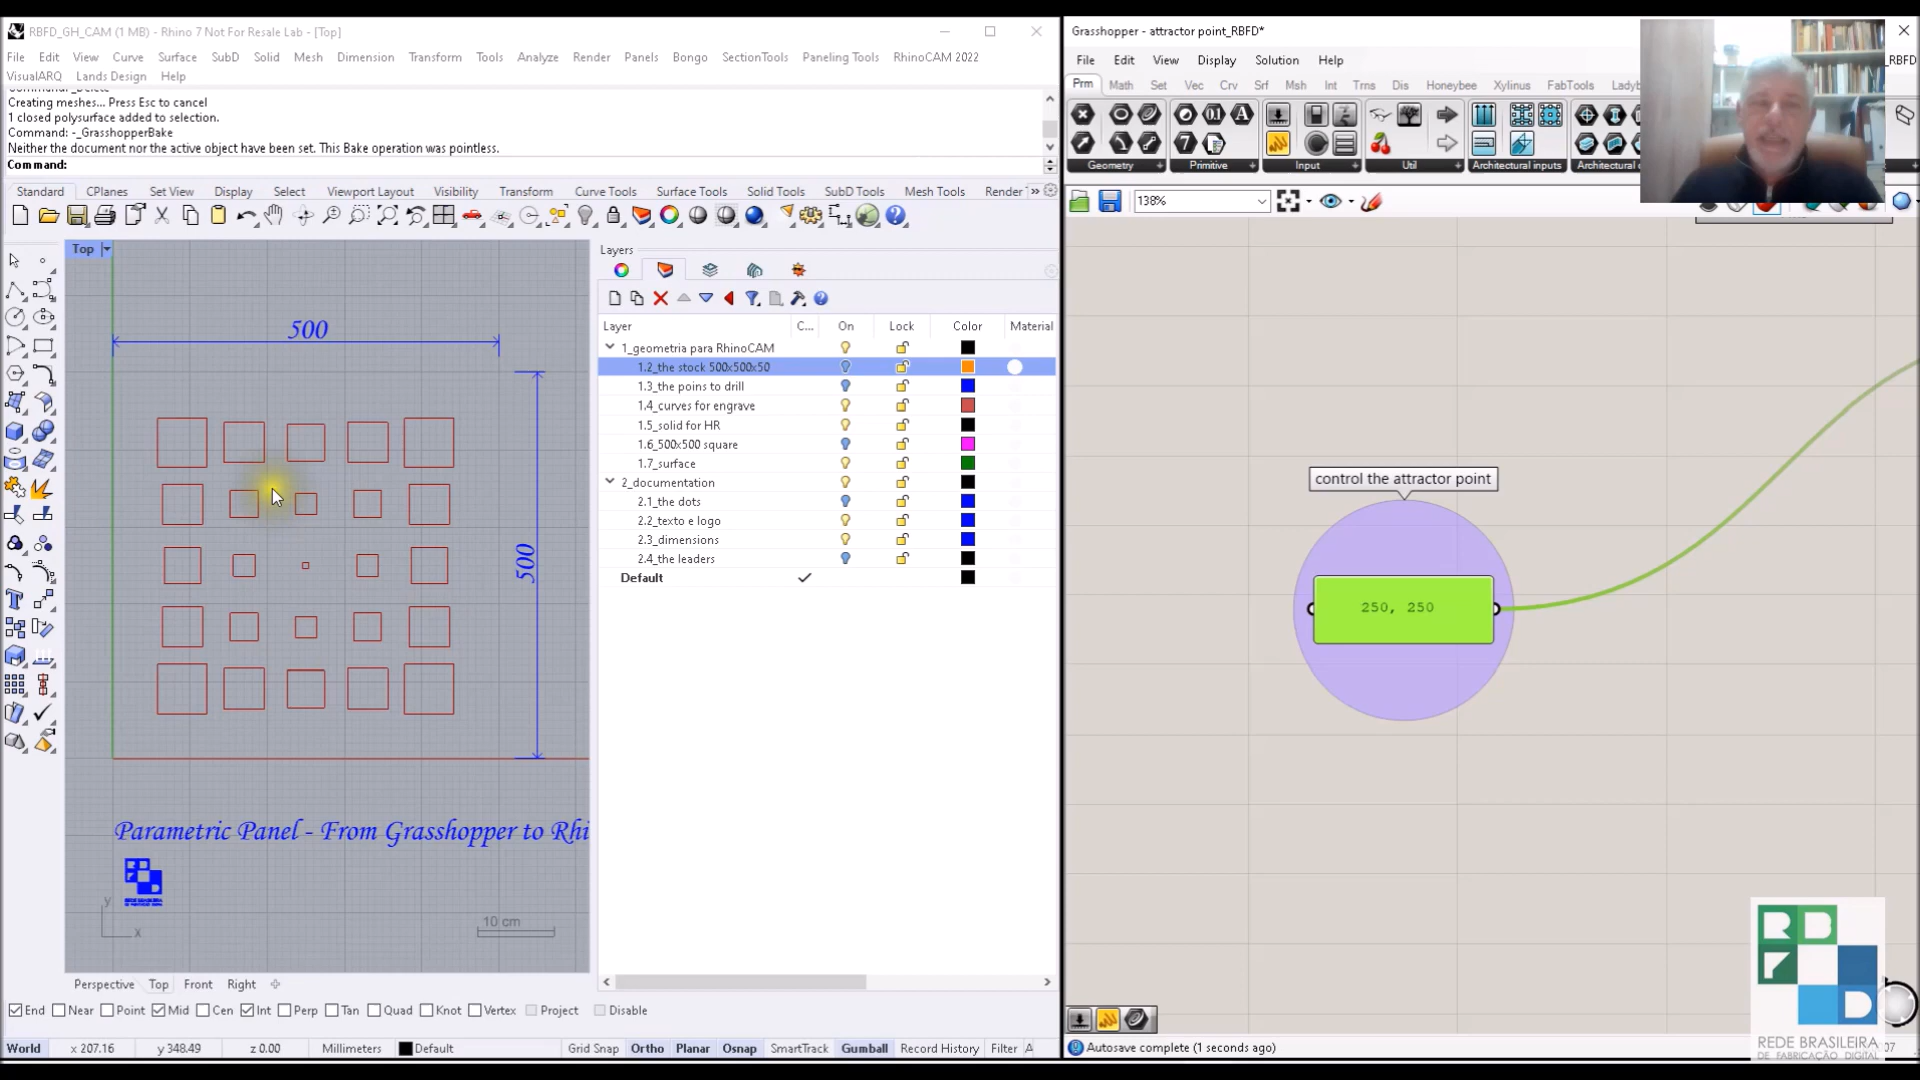 RBFD_GH_CAM (1 MB) - Rhino 7 Not For Resale Lab - [Top]
File Edit View Curve Surface SubD Solid Mesh Dimension Transform Tools Analyze Render Panels Bongo SectionTools Paneling Tools RhinoCAM 2022
VisualARQ Lands Design Help
Creating meshes... Press Esc to cancel
1 closed polysurface added to selection.
Command: -_GrasshopperBake
Neither the document nor the active object have been set. This Bake operation was pointless.
Command:
Standard CPlanes Set View Display Select Viewport Layout Visibility Transform Curve Tools Surface Tools Solid Tools SubD Tools Mesh Tools Render
Top
500
500
Parametric Panel - From Grasshopper to Rhi
y
x
10 cm
Layers
Layer C... On Lock Color Material
1_geometria para RhinoCAM
1.2_the stock 500x500x50
1.3_the poins to drill
1.4_curves for engrave
1.5_solid for HR
1.6_500x500 square
1.7_surface
2_documentation
2.1_the dots
2.2_texto e logo
2.3_dimensions
2.4_the leaders
Default
Perspective Top Front Right
End Near Point Mid Cen Int Perp Tan Quad Knot Vertex Project Disable
World x 207.16 y 348.49 z 0.00 Millimeters Default Grid Snap Ortho Planar Osnap SmartTrack Gumball Record History Filter
Grasshopper - attractor point_RBFD*
File Edit View Display Solution Help
_RBFD
Prm Math Set Vec Crv Srf Msh Int Trns Dis Honeybee Xylinus FabTools Ladyb
Geometry Primitive Input Util Architectural inputs Architectural
138%
control the attractor point
250, 250
Autosave complete (1 seconds ago)
RBFD
REDE BRASILEIRA
DE FABRICAÇÃO DIGITAL